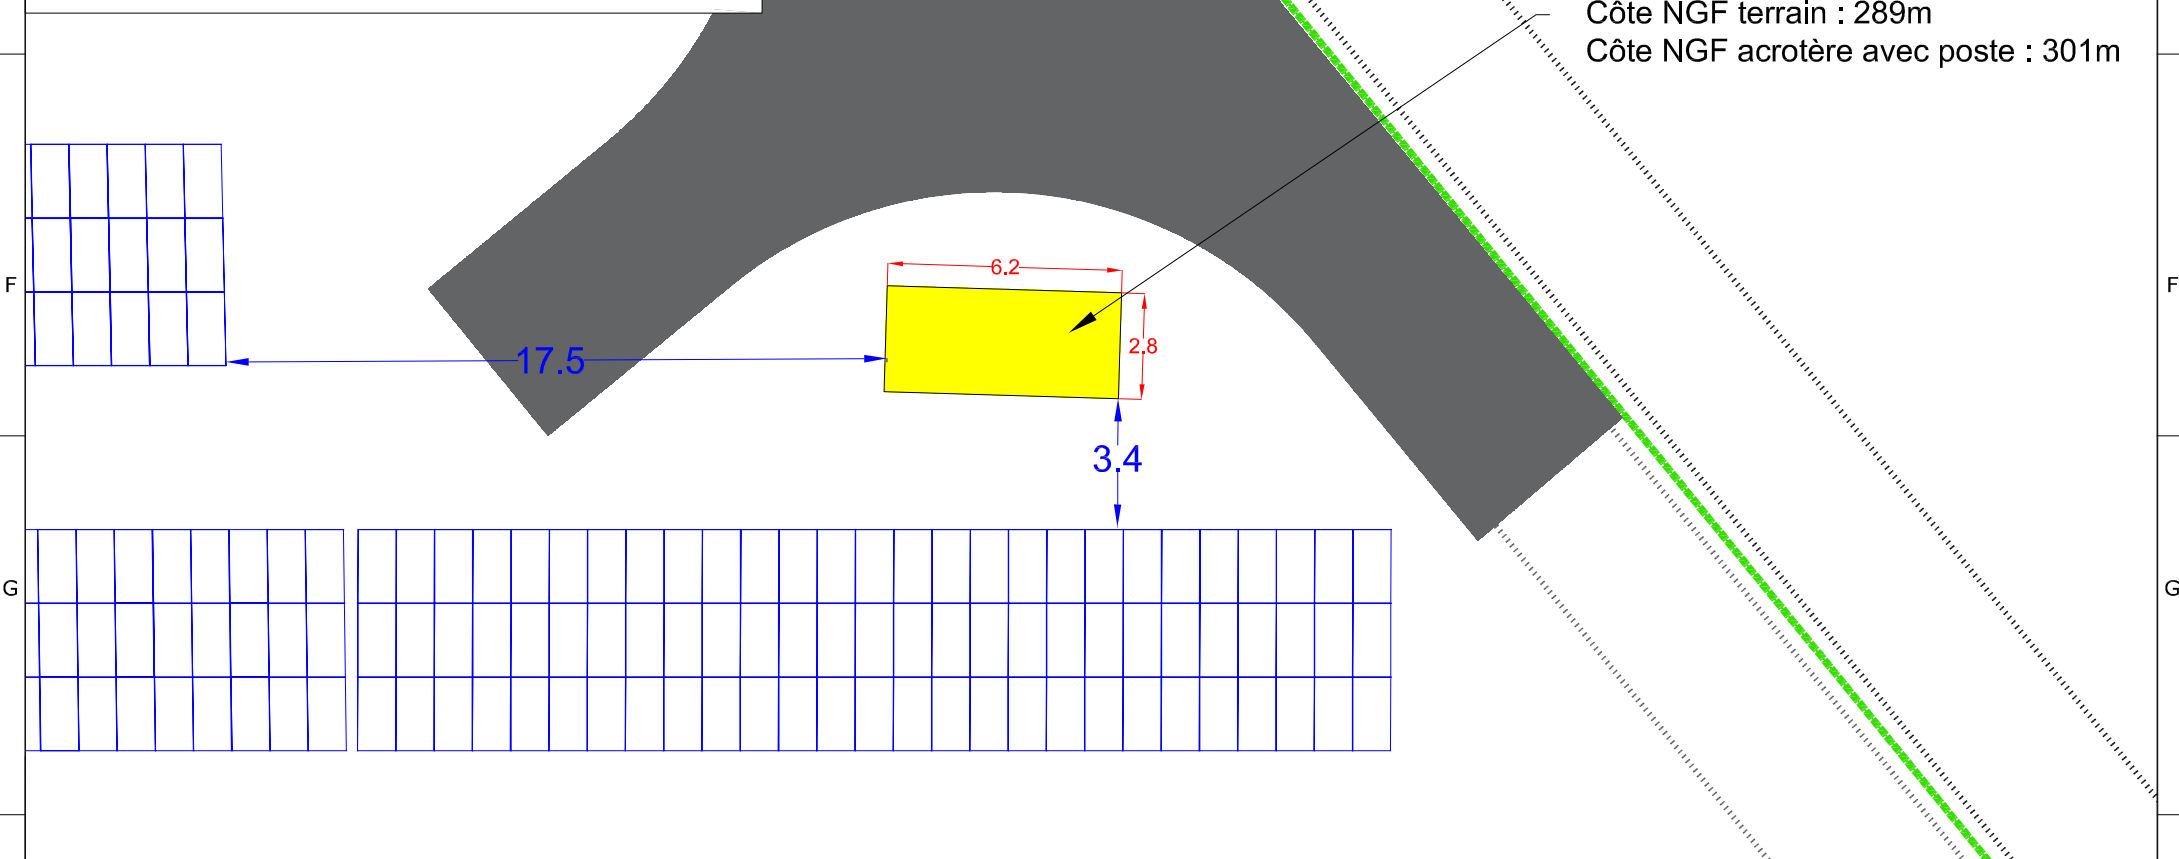 Côte NGF terrain : 289m
Côte NGF acrotère avec poste : 301m
F
F
6.2
2.8
17.5
3.4
G
G